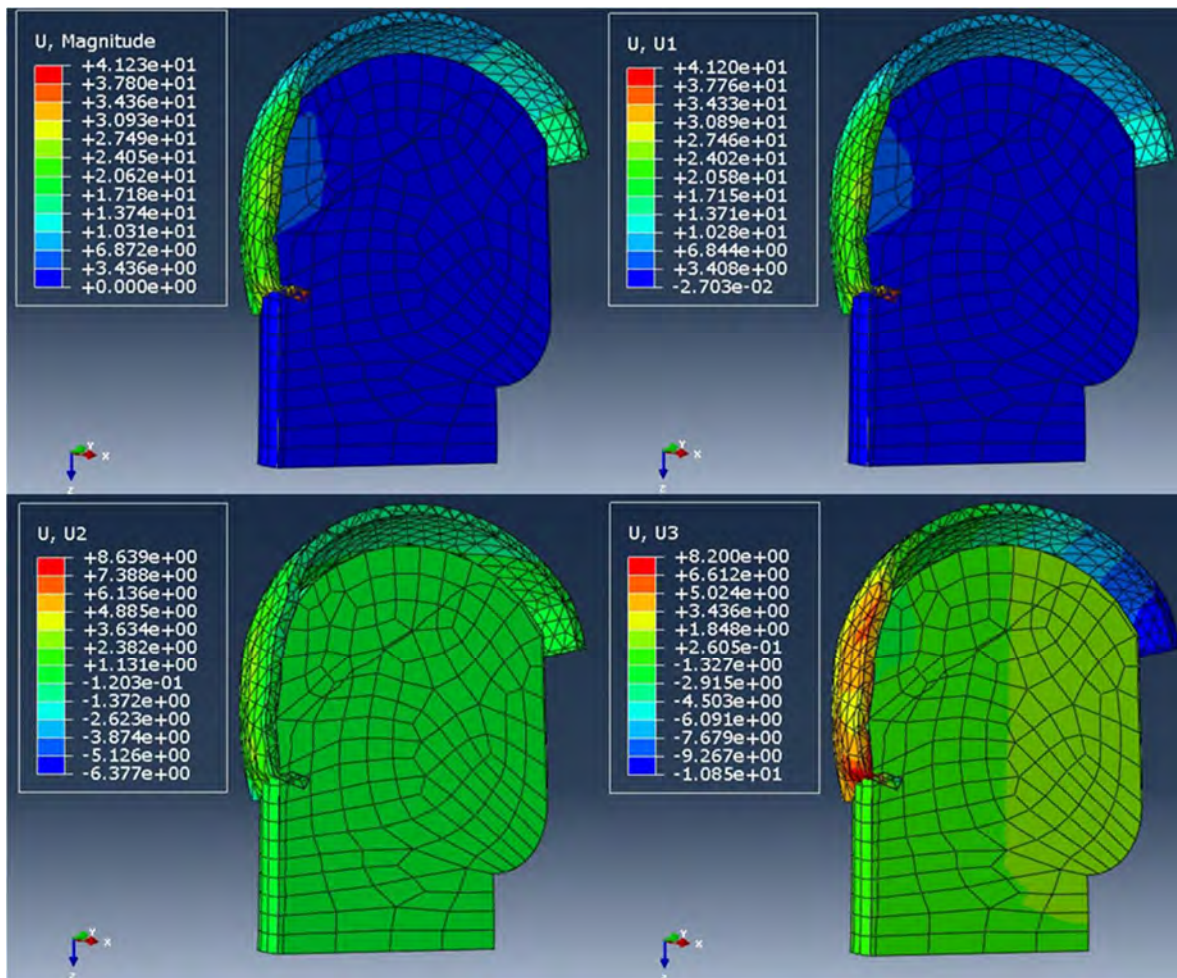 U, Magnitude
+4.123e+01
+3.780e+01
+3.436e+01
+3.093e+01
+2.749e+01
+2.405e+01
+2.062e+01
+1.718e+01
+1.374e+01
+1.031e+01
+6.872e+00
+3.436e+00
+0.000e+00
Y
X
Z
U, U1
+4.120e+01
+3.776e+01
+3.433e+01
+3.089e+01
+2.746e+01
+2.402e+01
+2.058e+01
+1.715e+01
+1.371e+01
+1.028e+01
+6.844e+00
+3.408e+00
-2.703e-02
Y
X
Z
U, U2
+8.639e+00
+7.388e+00
+6.136e+00
+4.885e+00
+3.634e+00
+2.382e+00
+1.131e+00
-1.203e-01
-1.372e+00
-2.623e+00
-3.874e+00
-5.126e+00
-6.377e+00
Y
X
Z
U, U3
+8.200e+00
+6.612e+00
+5.024e+00
+3.436e+00
+1.848e+00
+2.605e-01
-1.327e+00
-2.915e+00
-4.503e+00
-6.091e+00
-7.679e+00
-9.267e+00
-1.085e+01
Y
X
Z